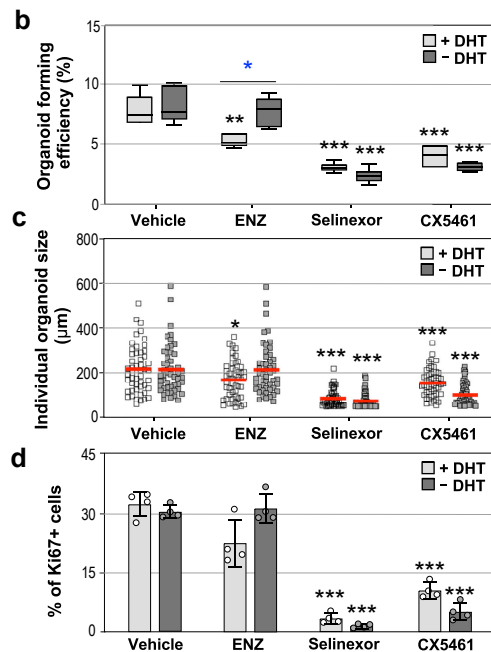 b
+ DHT
- DHT
Organoid forming
efficiency (%)
15
10
5
0
*
**
*** ***
*** ***
Vehicle ENZ Selinexor CX5461
c
+ DHT
- DHT
Individual organoid size
(μm)
800
600
400
200
0
*
*** ***
*** ***
Vehicle ENZ Selinexor CX5461
d
+ DHT
- DHT
% of Ki67+ cells
45
30
15
0
*** ***
*** ***
Vehicle ENZ Selinexor CX5461